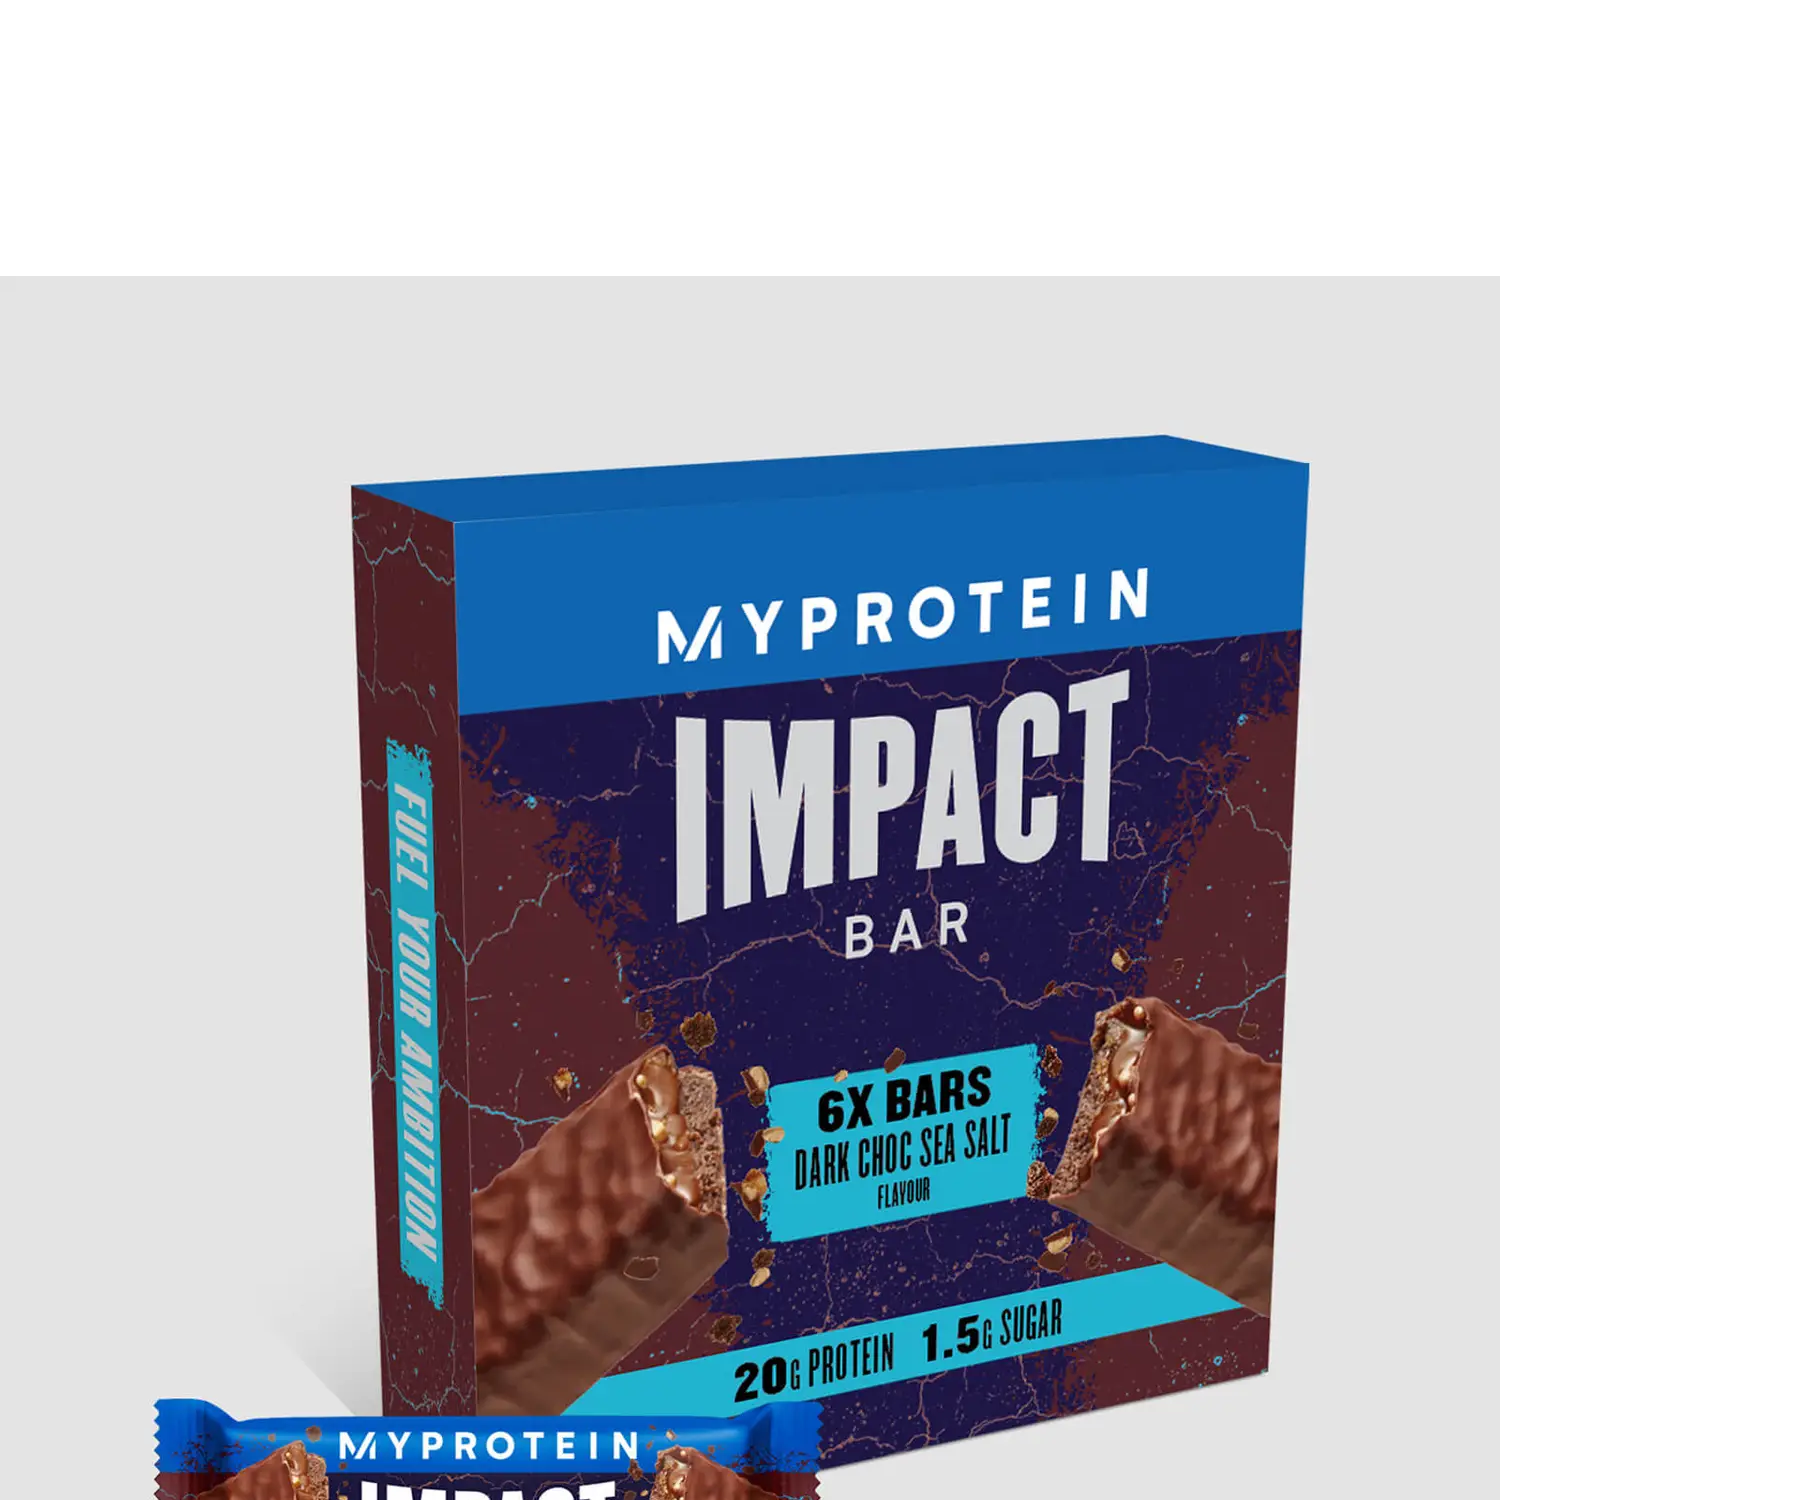 MYPROTEIN
IMPACT
BAR
6X BARS
DARK CHOC SEA SALT
FLAVOUR
20G PROTEIN 1.5G SUGAR
FUEL YOUR AMBITION
MYPROTEIN
IMPACT